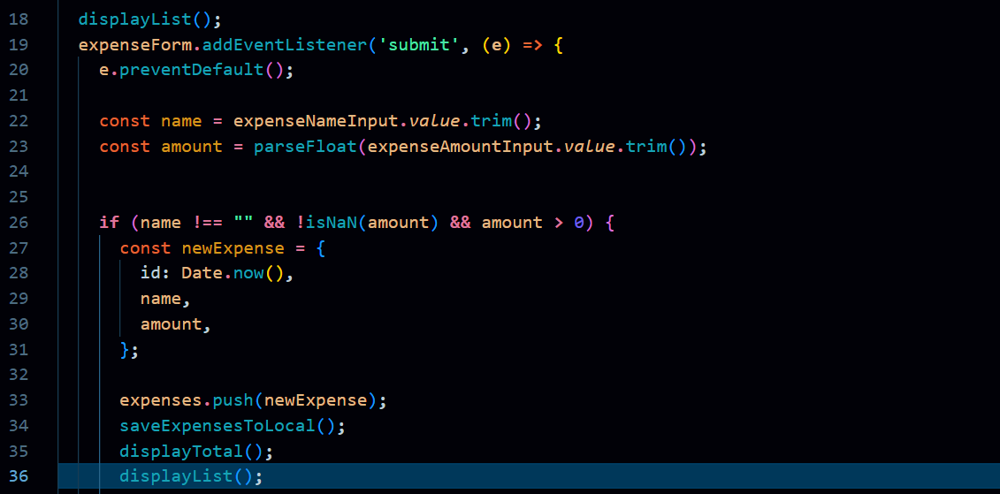 18 displayList();
19 expenseForm.addEventListener('submit', (e) => {
20 e.preventDefault();
21
22 const name = expenseNameInput.value.trim();
23 const amount = parseFloat(expenseAmountInput.value.trim());
24
25
26 if (name !== "" && !isNaN(amount) && amount > 0) {
27 const newExpense = {
28 id: Date.now(),
29 name,
30 amount,
31 };
32
33 expenses.push(newExpense);
34 saveExpensesToLocal();
35 displayTotal();
36 displayList();